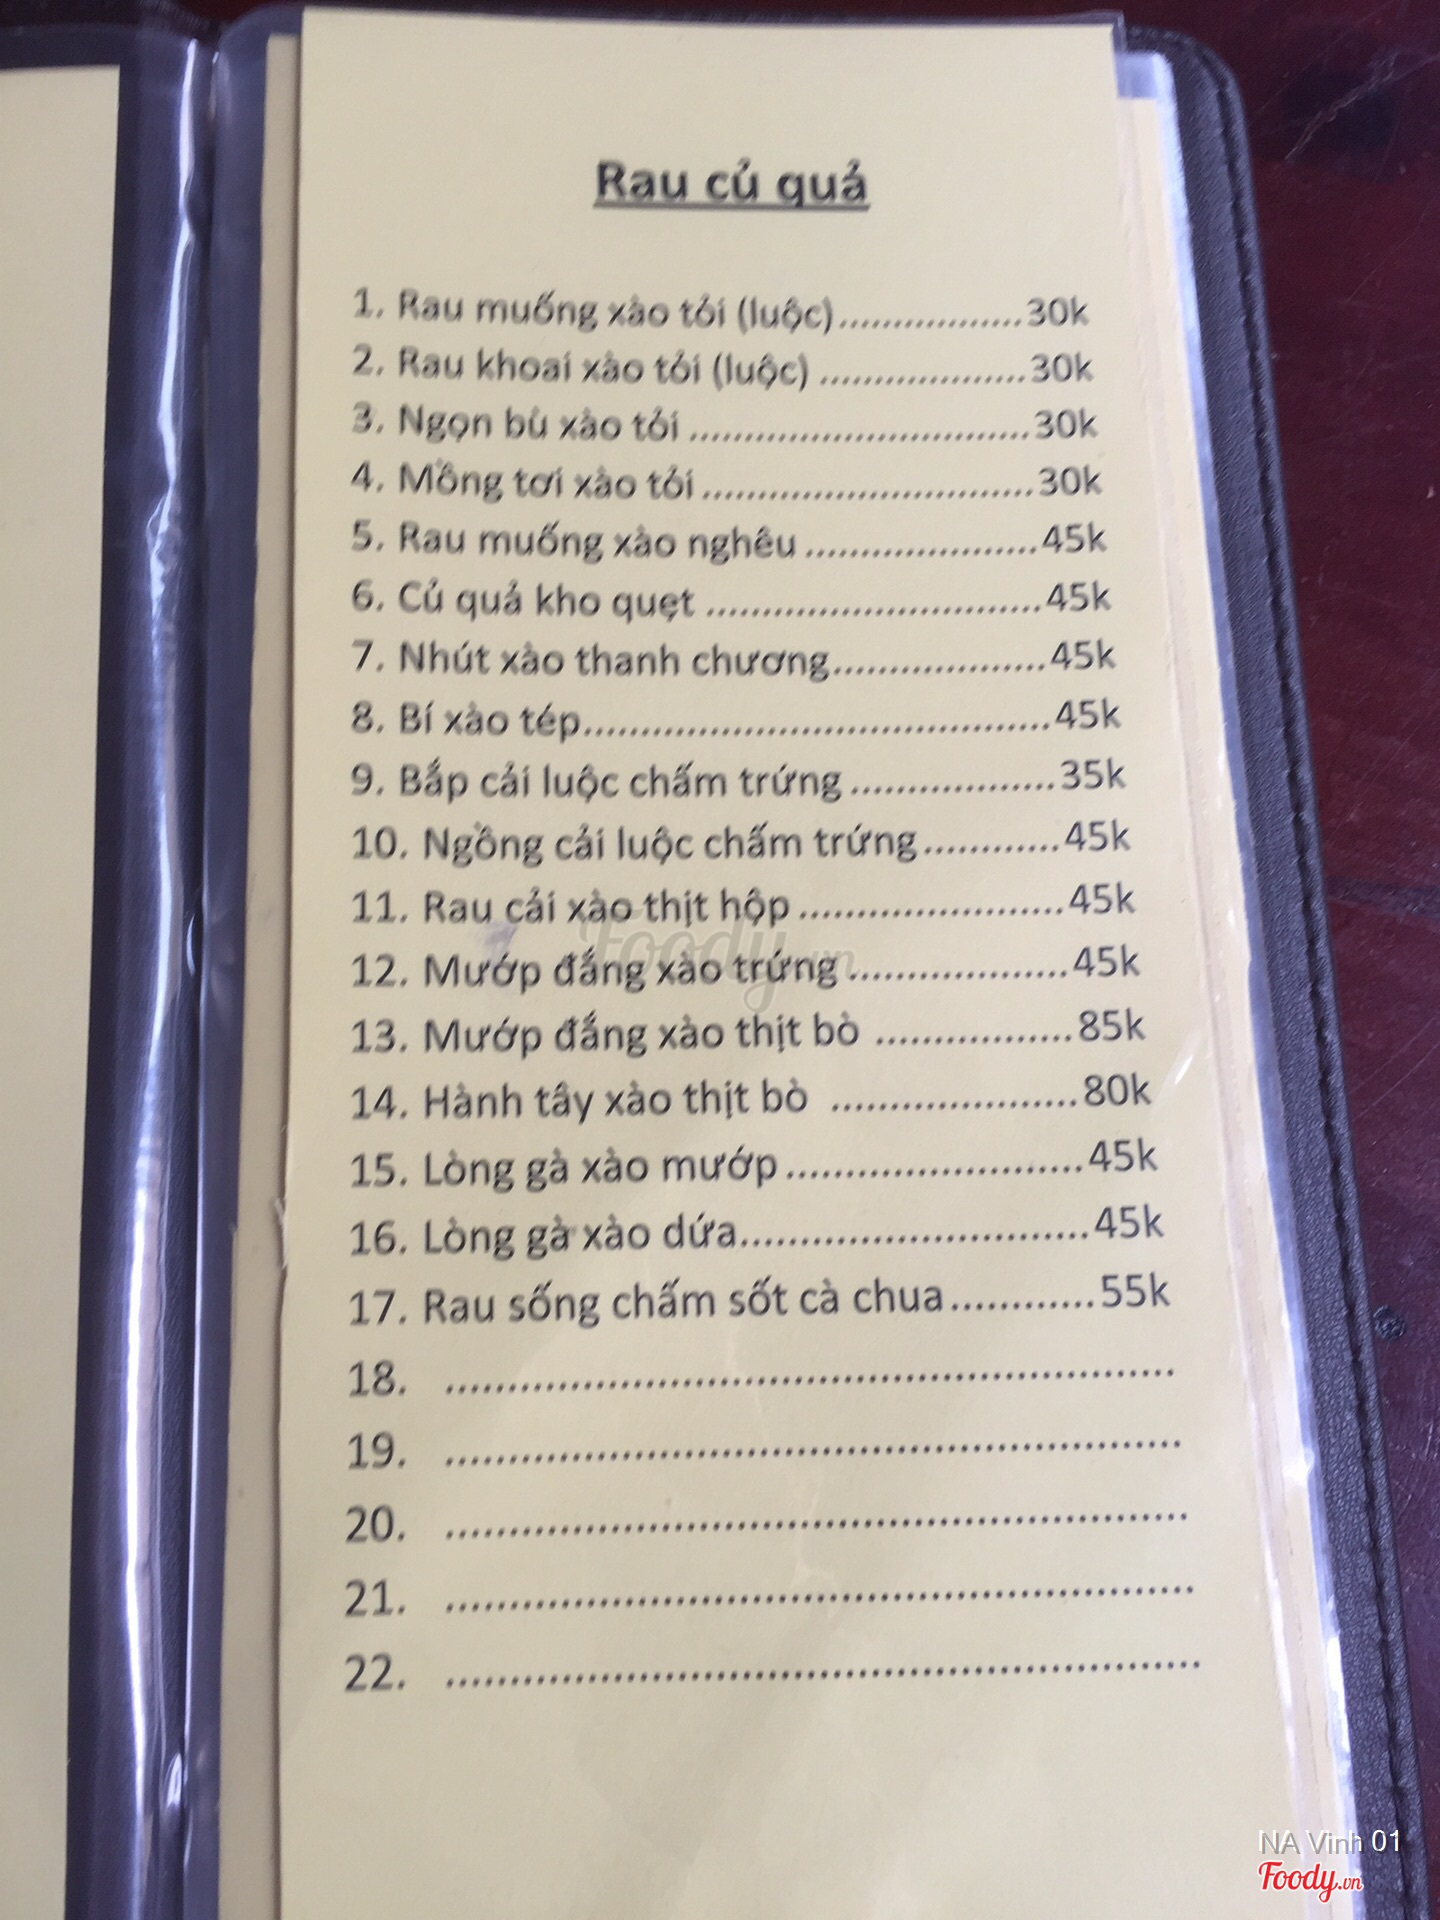 Rau củ quả
1. Rau muống xào tỏi (luộc)..................30k
2. Rau khoai xào tỏi (luộc) ....................30k
3. Ngọn bù xào tỏi .................................30k
4. Mồng tơi xào tỏi ................................30k
5. Rau muống xào nghêu .......................45k
6. Củ quả kho quẹt .................................45k
7. Nhút xào thanh chương.....................45k
8. Bí xào tép...........................................45k
9. Bắp cải luộc chấm trứng ....................35k
10. Ngồng cải luộc chấm trứng.............45k
11. Rau cải xào thịt hộp .........................45k
12. Mướp đắng xào trứng .....................45k
13. Mướp đắng xào thịt bò ...................85k
14. Hành tây xào thịt bò .......................80k
15. Lòng gà xào mướp...........................45k
16. Lòng gà xào dứa...............................45k
17. Rau sống chấm sốt cà chua.............55k
18. ..........................................................
19. ..........................................................
20. ..........................................................
21. ..........................................................
22. ..........................................................
Foody.vn
NA Vinh 01
Foody.vn